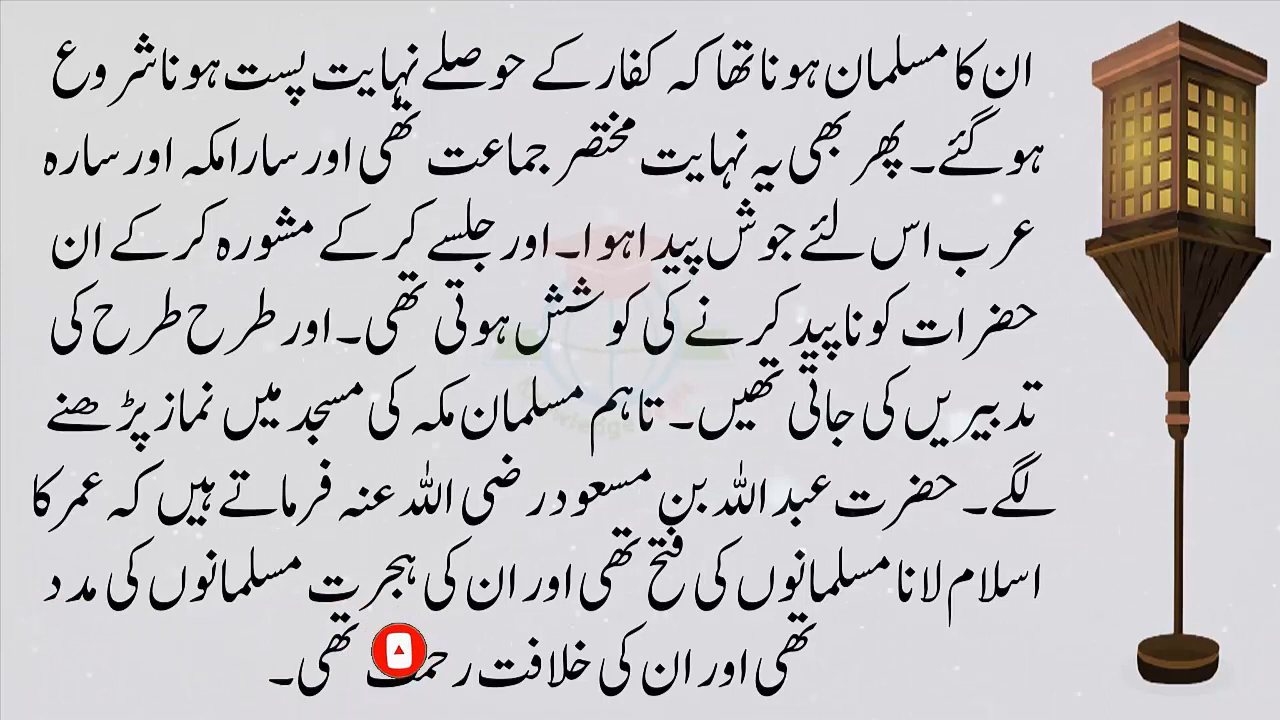 ان کا مسلمان ہونا تھا کہ کفار کے حوصلے نہایت پست ہونا شروع
ہو گئے۔ پھر بھی یہ نہایت مختصر جماعت تھی اور سارا مکہ اور سارہ
عرب اس لئے جوش پیدا ہوا۔ اور جلسے کر کے مشورہ کر کے ان
حضرات کو ناپید کرنے کی کوشش ہوتی تھی۔ اور طرح طرح کی
تدبیریں کی جاتی تھیں۔ تاہم مسلمان مکہ کی مسجد میں نماز پڑھنے
لگے۔ حضرت عبداللہ بن مسعود رضی اللہ عنہ فرماتے ہیں کہ عمر کا
اسلام لانا مسلمانوں کی فتح تھی اور ان کی ہجرت مسلمانوں کی مدد
تھی اور ان کی خلافت رحمت تھی۔